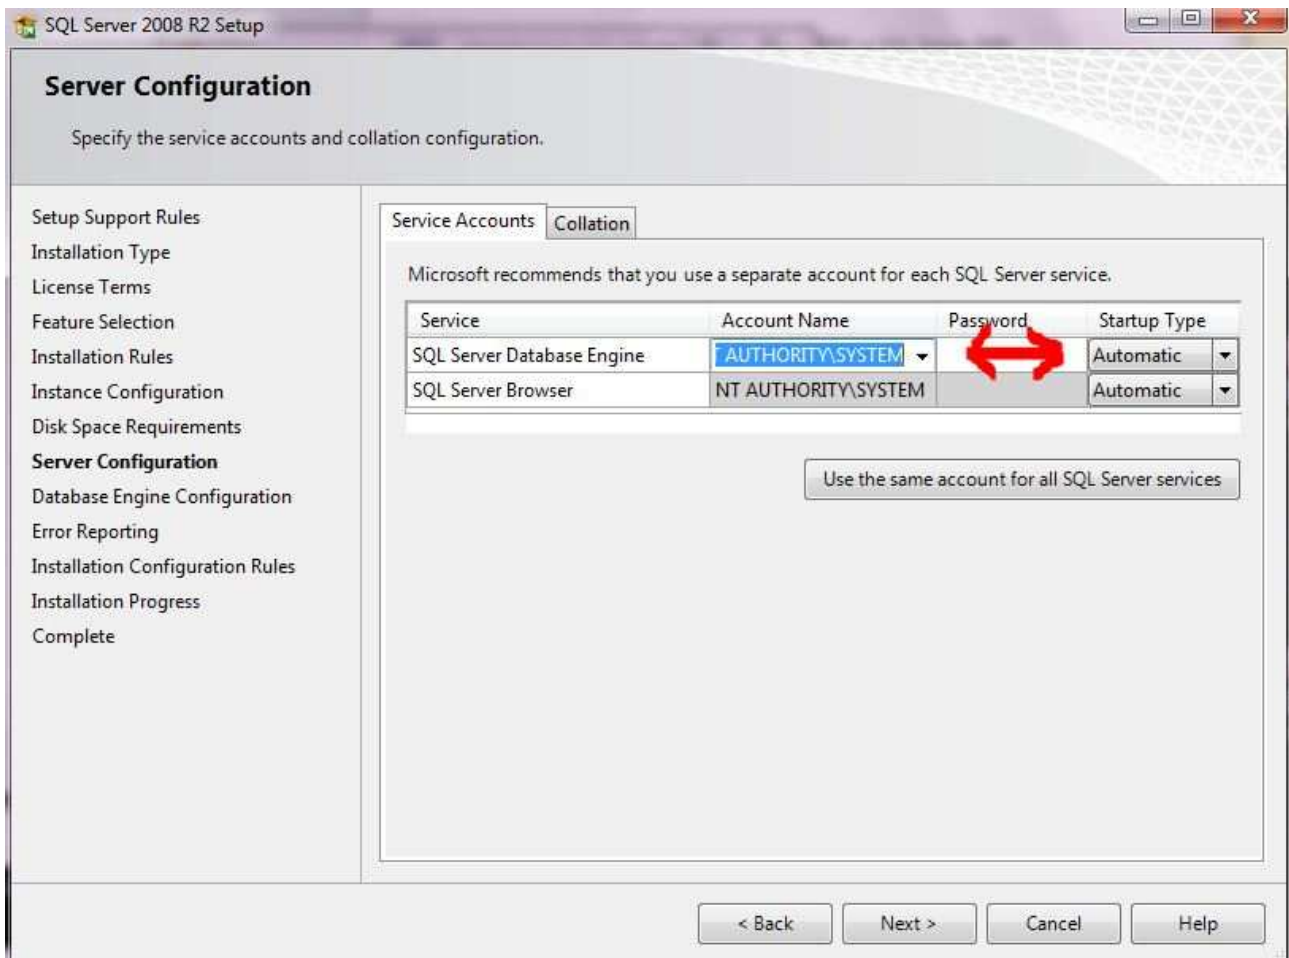 SQL Server 2008 R2 Setup
Server Configuration
Specify the service accounts and collation configuration.
Setup Support Rules
Installation Type
License Terms
Feature Selection
Installation Rules
Instance Configuration
Disk Space Requirements
Server Configuration
Database Engine Configuration
Error Reporting
Installation Configuration Rules
Installation Progress
Complete
Service Accounts Collation
Microsoft recommends that you use a separate account for each SQL Server service.
Service Account Name Password Startup Type
SQL Server Database Engine AUTHORITY\SYSTEM Automatic
SQL Server Browser NT AUTHORITY\SYSTEM Automatic
Use the same account for all SQL Server services
< Back Next > Cancel Help